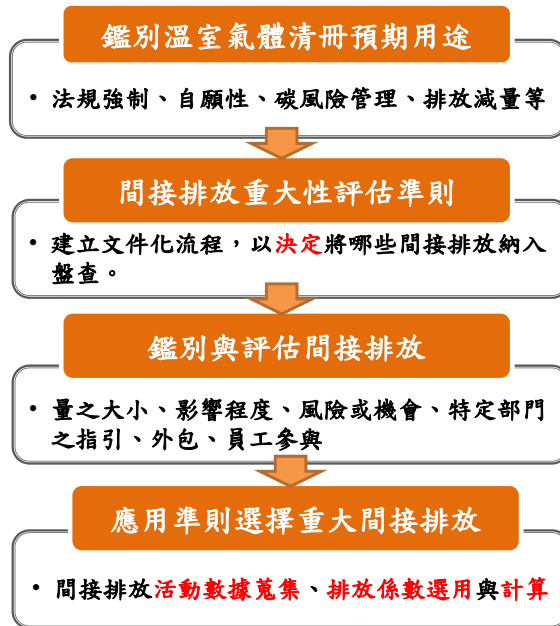 鑑別溫室氣體清冊預期用途
• 法規強制、自願性、碳風險管理、排放減量等
間接排放重大性評估準則
• 建立文件化流程，以決定將哪些間接排放納入
盤查。
鑑別與評估間接排放
• 量之大小、影響程度、風險或機會、特定部門
之指引、外包、員工參與
應用準則選擇重大間接排放
• 間接排放活動數據蒐集、排放係數選用與計算